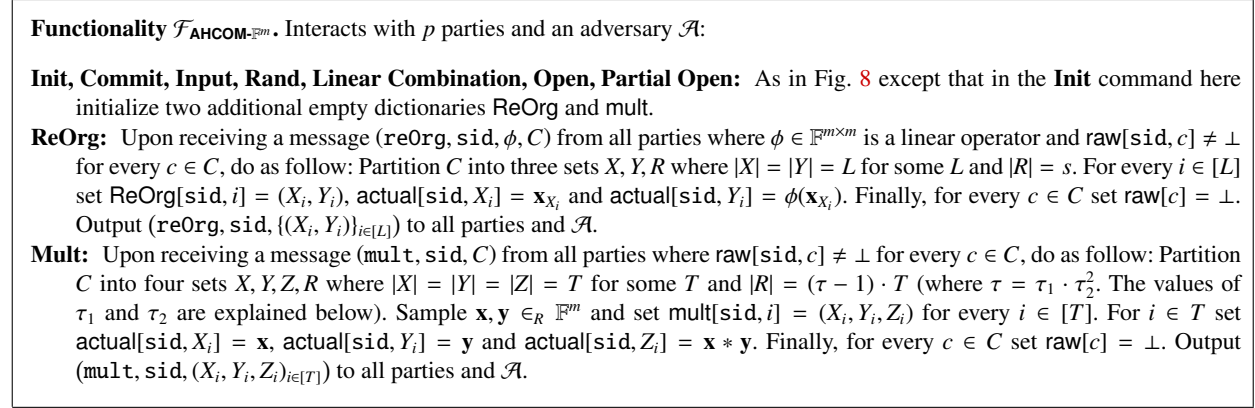 Functionality 𝓕_AHCOM-𝔽^m. Interacts with p parties and an adversary 𝒜:
Init, Commit, Input, Rand, Linear Combination, Open, Partial Open: As in Fig. 8 except that in the Init command here
initialize two additional empty dictionaries ReOrg and mult.
ReOrg: Upon receiving a message (reOrg, sid, ϕ, C) from all parties where ϕ ∈ 𝔽^{m×m} is a linear operator and raw[sid, c] ≠ ⊥
for every c ∈ C, do as follow: Partition C into three sets X, Y, R where |X| = |Y| = L for some L and |R| = s. For every i ∈ [L]
set ReOrg[sid, i] = (X_i, Y_i), actual[sid, X_i] = x_{X_i} and actual[sid, Y_i] = ϕ(x_{X_i}). Finally, for every c ∈ C set raw[c] = ⊥.
Output (reOrg, sid, {(X_i, Y_i)}_{i∈[L]}) to all parties and 𝒜.
Mult: Upon receiving a message (mult, sid, C) from all parties where raw[sid, c] ≠ ⊥ for every c ∈ C, do as follow: Partition
C into four sets X, Y, Z, R where |X| = |Y| = |Z| = T for some T and |R| = (τ − 1) · T (where τ = τ_1 · τ_2^2. The values of
τ_1 and τ_2 are explained below). Sample x, y ∈_R 𝔽^m and set mult[sid, i] = (X_i, Y_i, Z_i) for every i ∈ [T]. For i ∈ T set
actual[sid, X_i] = x, actual[sid, Y_i] = y and actual[sid, Z_i] = x ∗ y. Finally, for every c ∈ C set raw[c] = ⊥. Output
(mult, sid, (X_i, Y_i, Z_i)_{i∈[T]}) to all parties and 𝒜.